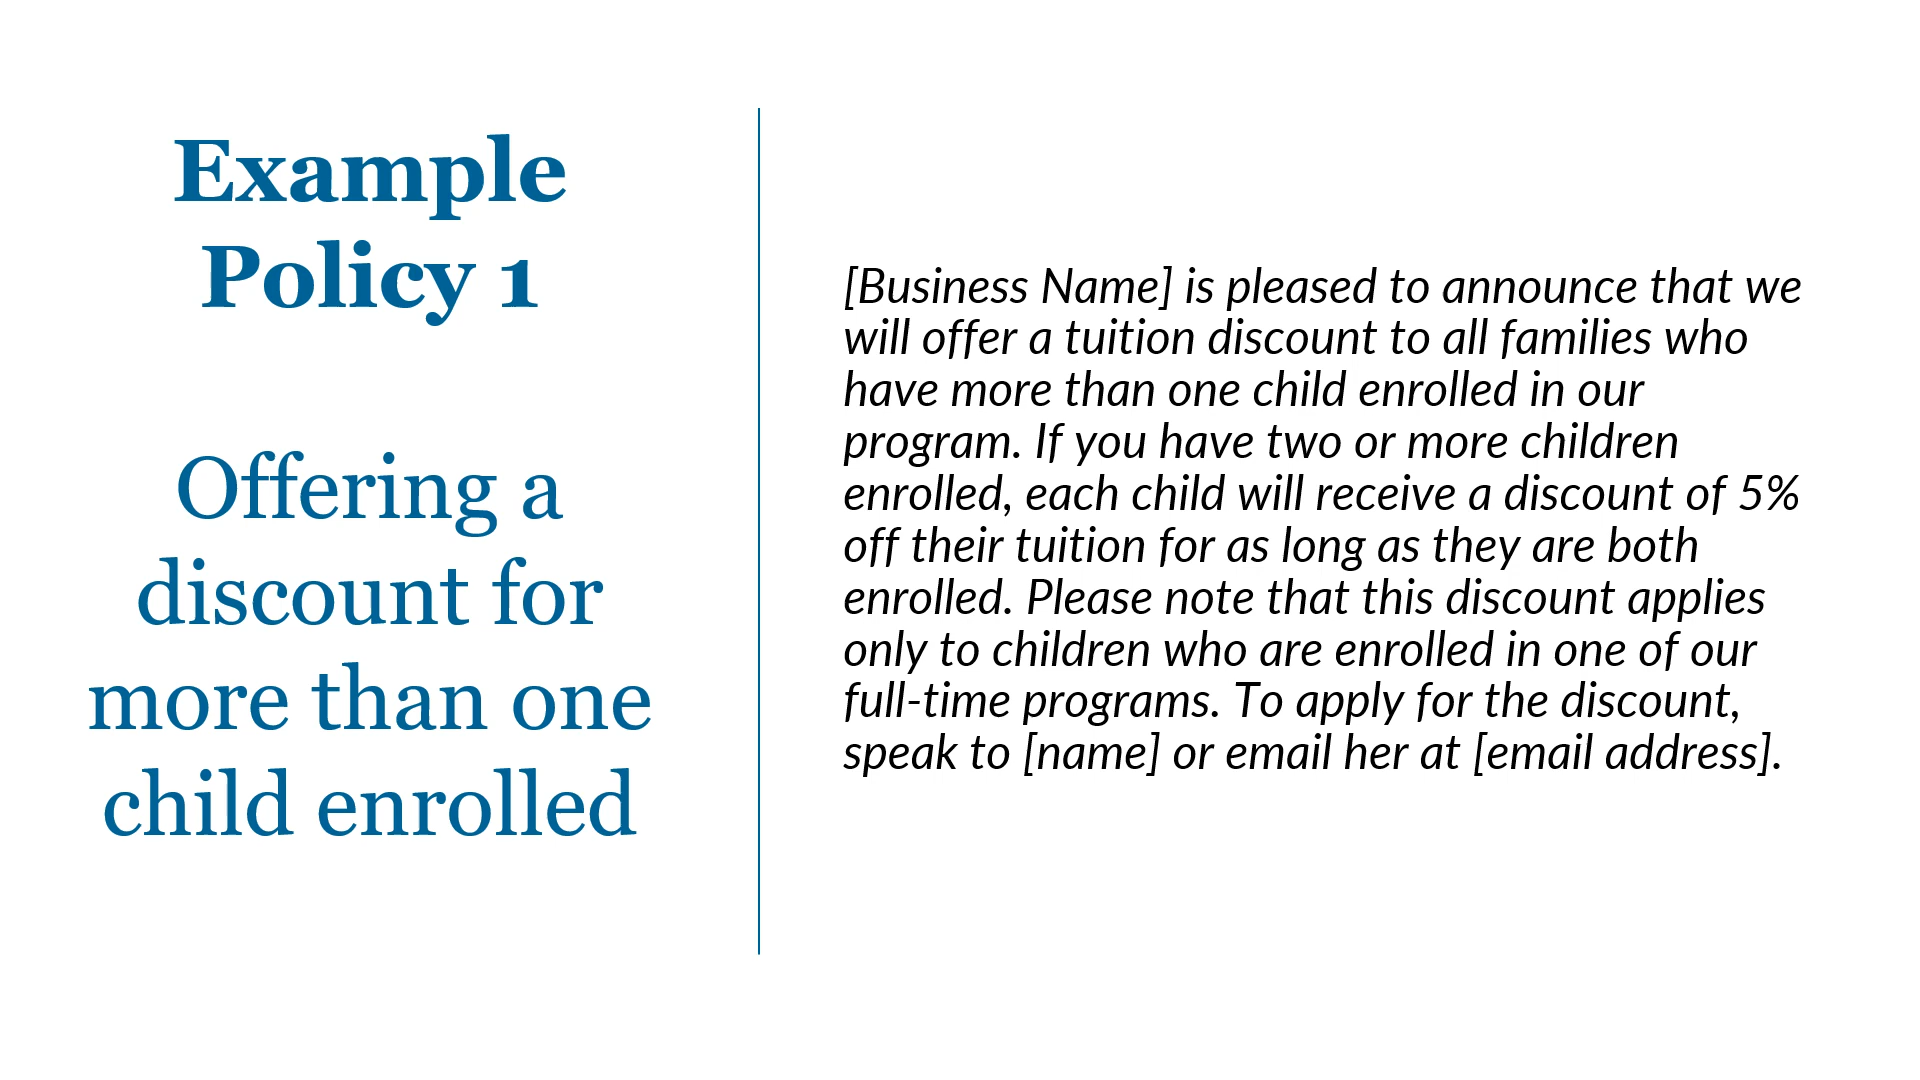 Example
Policy 1
Offering a
discount for
more than one
child enrolled
[Business Name] is pleased to announce that we
will offer a tuition discount to all families who
have more than one child enrolled in our
program. If you have two or more children
enrolled, each child will receive a discount of 5%
off their tuition for as long as they are both
enrolled. Please note that this discount applies
only to children who are enrolled in one of our
full-time programs. To apply for the discount,
speak to [name] or email her at [email address].